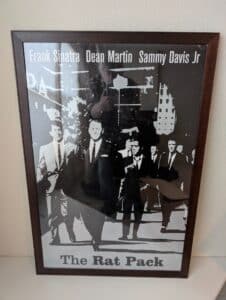 Frank Sinatra Dean Martin Sammy Davis Jr
The Rat Pack